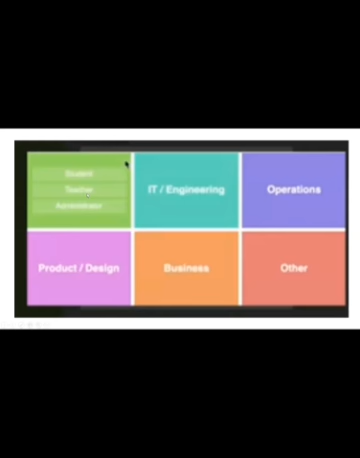 Student
Teacher
Administrator
IT / Engineering
Operations
Product / Design
Business
Other